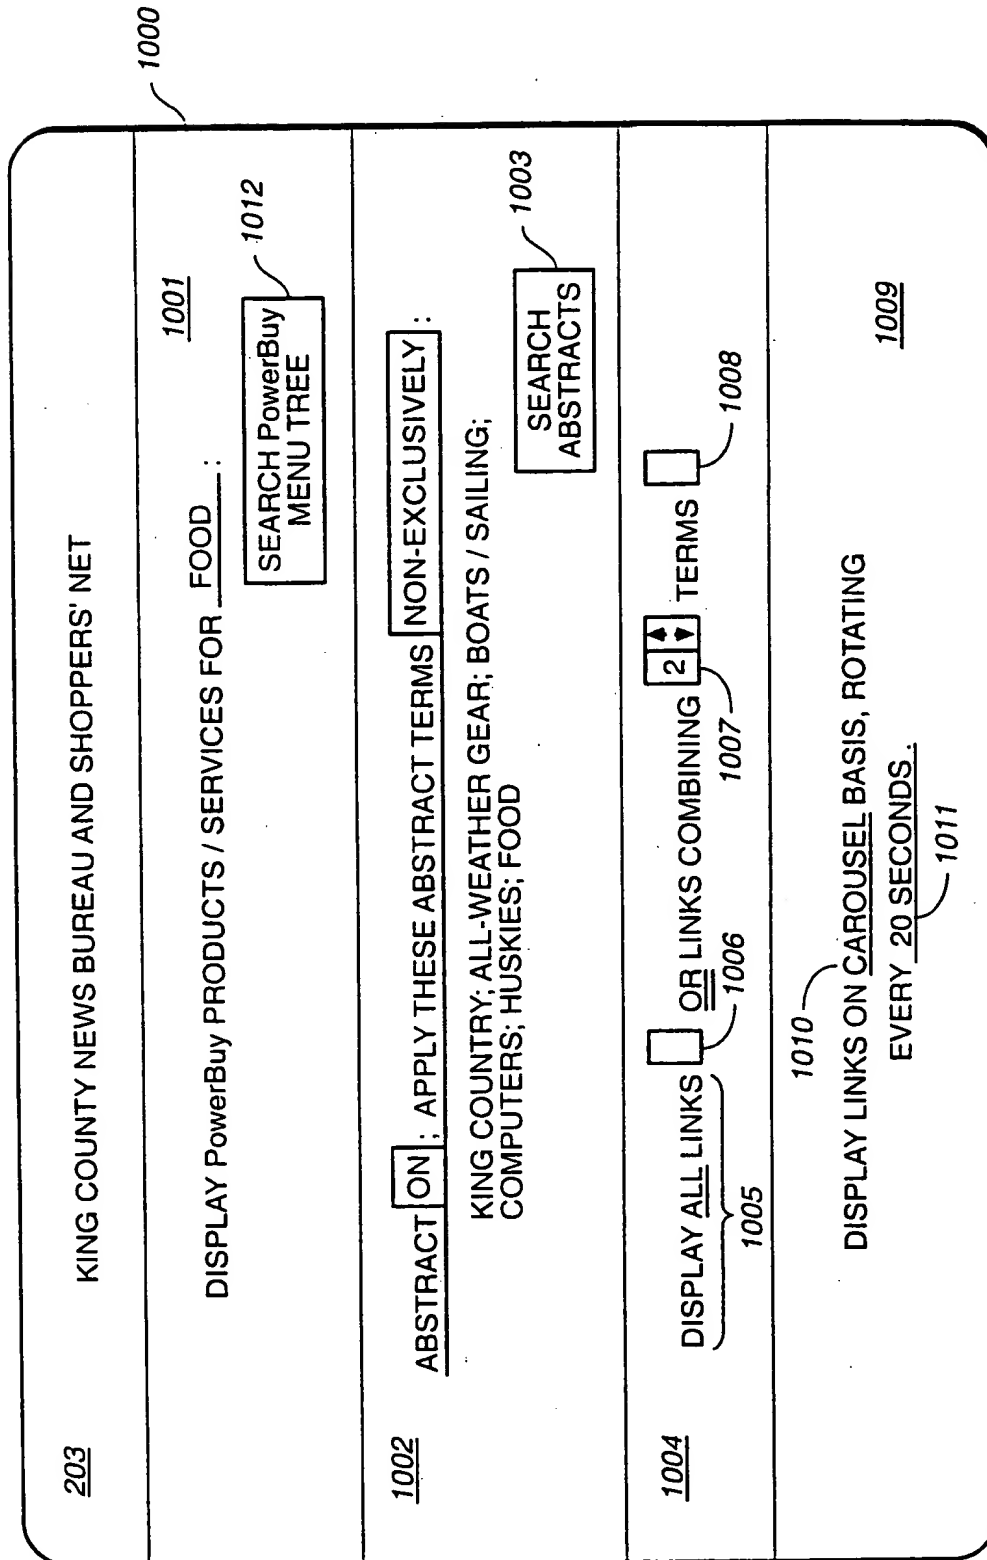 1000
203
KING COUNTY NEWS BUREAU AND SHOPPERS' NET
1001
DISPLAY PowerBuy PRODUCTS / SERVICES FOR FOOD :
SEARCH PowerBuy
MENU TREE
1012
1002
ABSTRACT ON ; APPLY THESE ABSTRACT TERMS NON-EXCLUSIVELY :
KING COUNTRY; ALL-WEATHER GEAR; BOATS / SAILING;
COMPUTERS; HUSKIES; FOOD
SEARCH
ABSTRACTS
1003
1004
DISPLAY ALL LINKS OR LINKS COMBINING 2 TERMS
1005
1006
1007
1008
1009
1010
DISPLAY LINKS ON CAROUSEL BASIS, ROTATING
EVERY 20 SECONDS.
1011